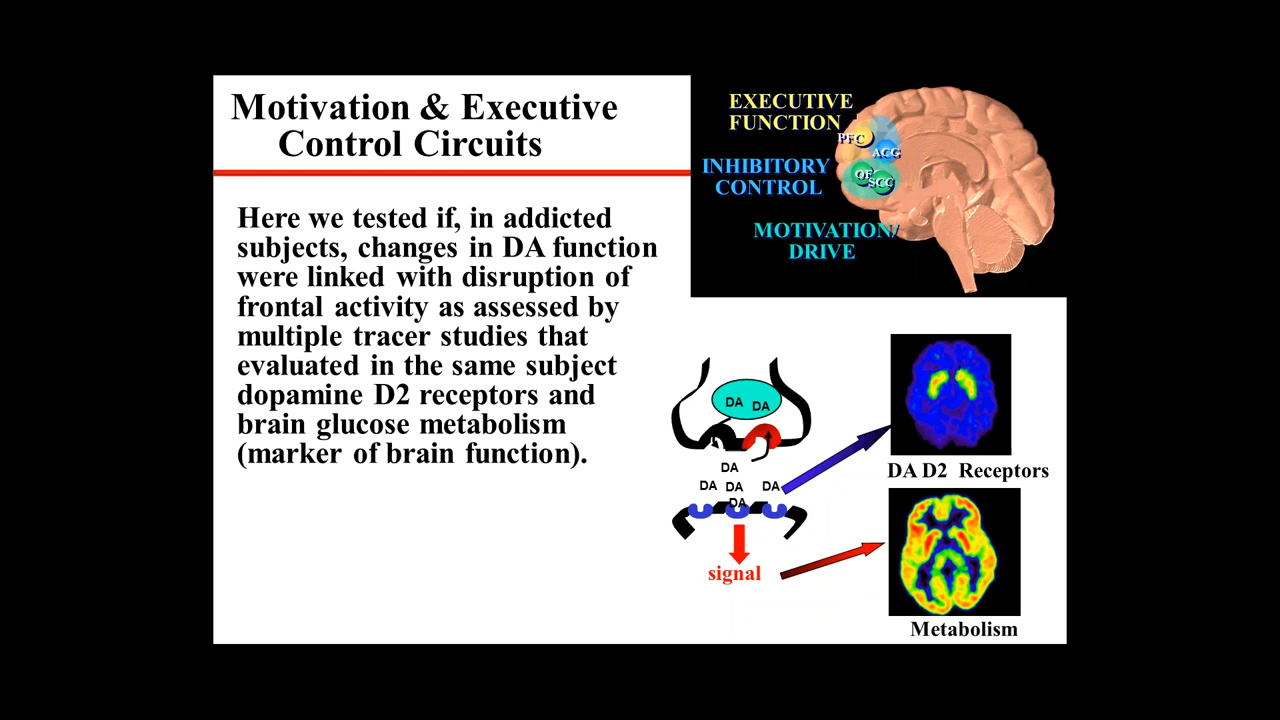 Motivation & Executive
Control Circuits
Here we tested if, in addicted
subjects, changes in DA function
were linked with disruption of
frontal activity as assessed by
multiple tracer studies that
evaluated in the same subject
dopamine D2 receptors and
brain glucose metabolism
(marker of brain function).
EXECUTIVE
FUNCTION
PFC
ACG
INHIBITORY
CONTROL
OF
SCC
MOTIVATION/
DRIVE
DA DA
DA
DA DA DA
DA
signal
DA D2 Receptors
Metabolism